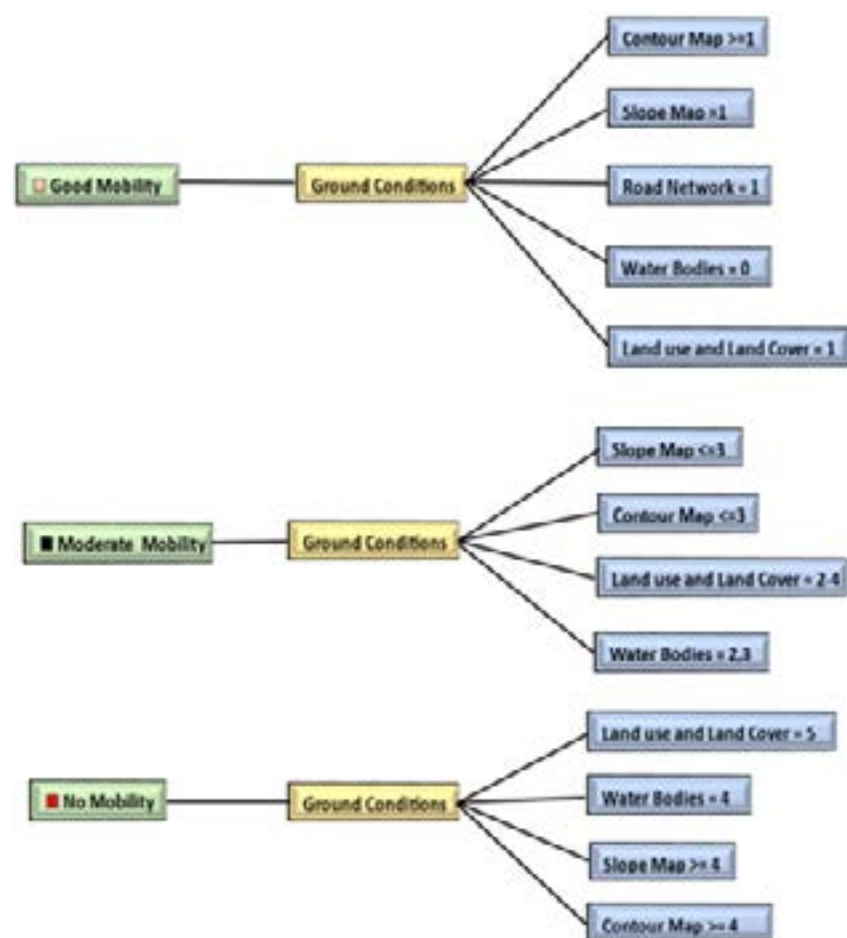 Contour Map >=1
Slope Map =1
Good Mobility
Ground Conditions
Road Network = 1
Water Bodies = 0
Land use and Land Cover = 1
Slope Map <=3
Contour Map <=3
Moderate Mobility
Ground Conditions
Land use and Land Cover = 2-4
Water Bodies = 2,3
Land use and Land Cover = 5
No Mobility
Ground Conditions
Water Bodies = 4
Slope Map >= 4
Contour Map >= 4